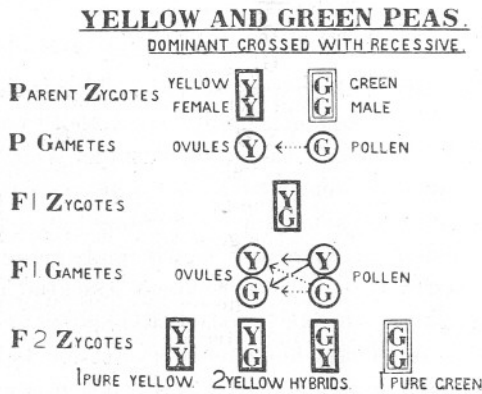 YELLOW AND GREEN PEAS.
DOMINANT CROSSED WITH RECESSIVE.
PARENT ZYGOTES YELLOW FEMALE Y Y G G GREEN MALE
P GAMETES OVULES Y G POLLEN
F1 ZYGOTES Y G
F1 GAMETES OVULES Y G Y G POLLEN
F2 ZYGOTES Y Y Y G G Y G G
1 PURE YELLOW. 2 YELLOW HYBRIDS. 1 PURE GREEN